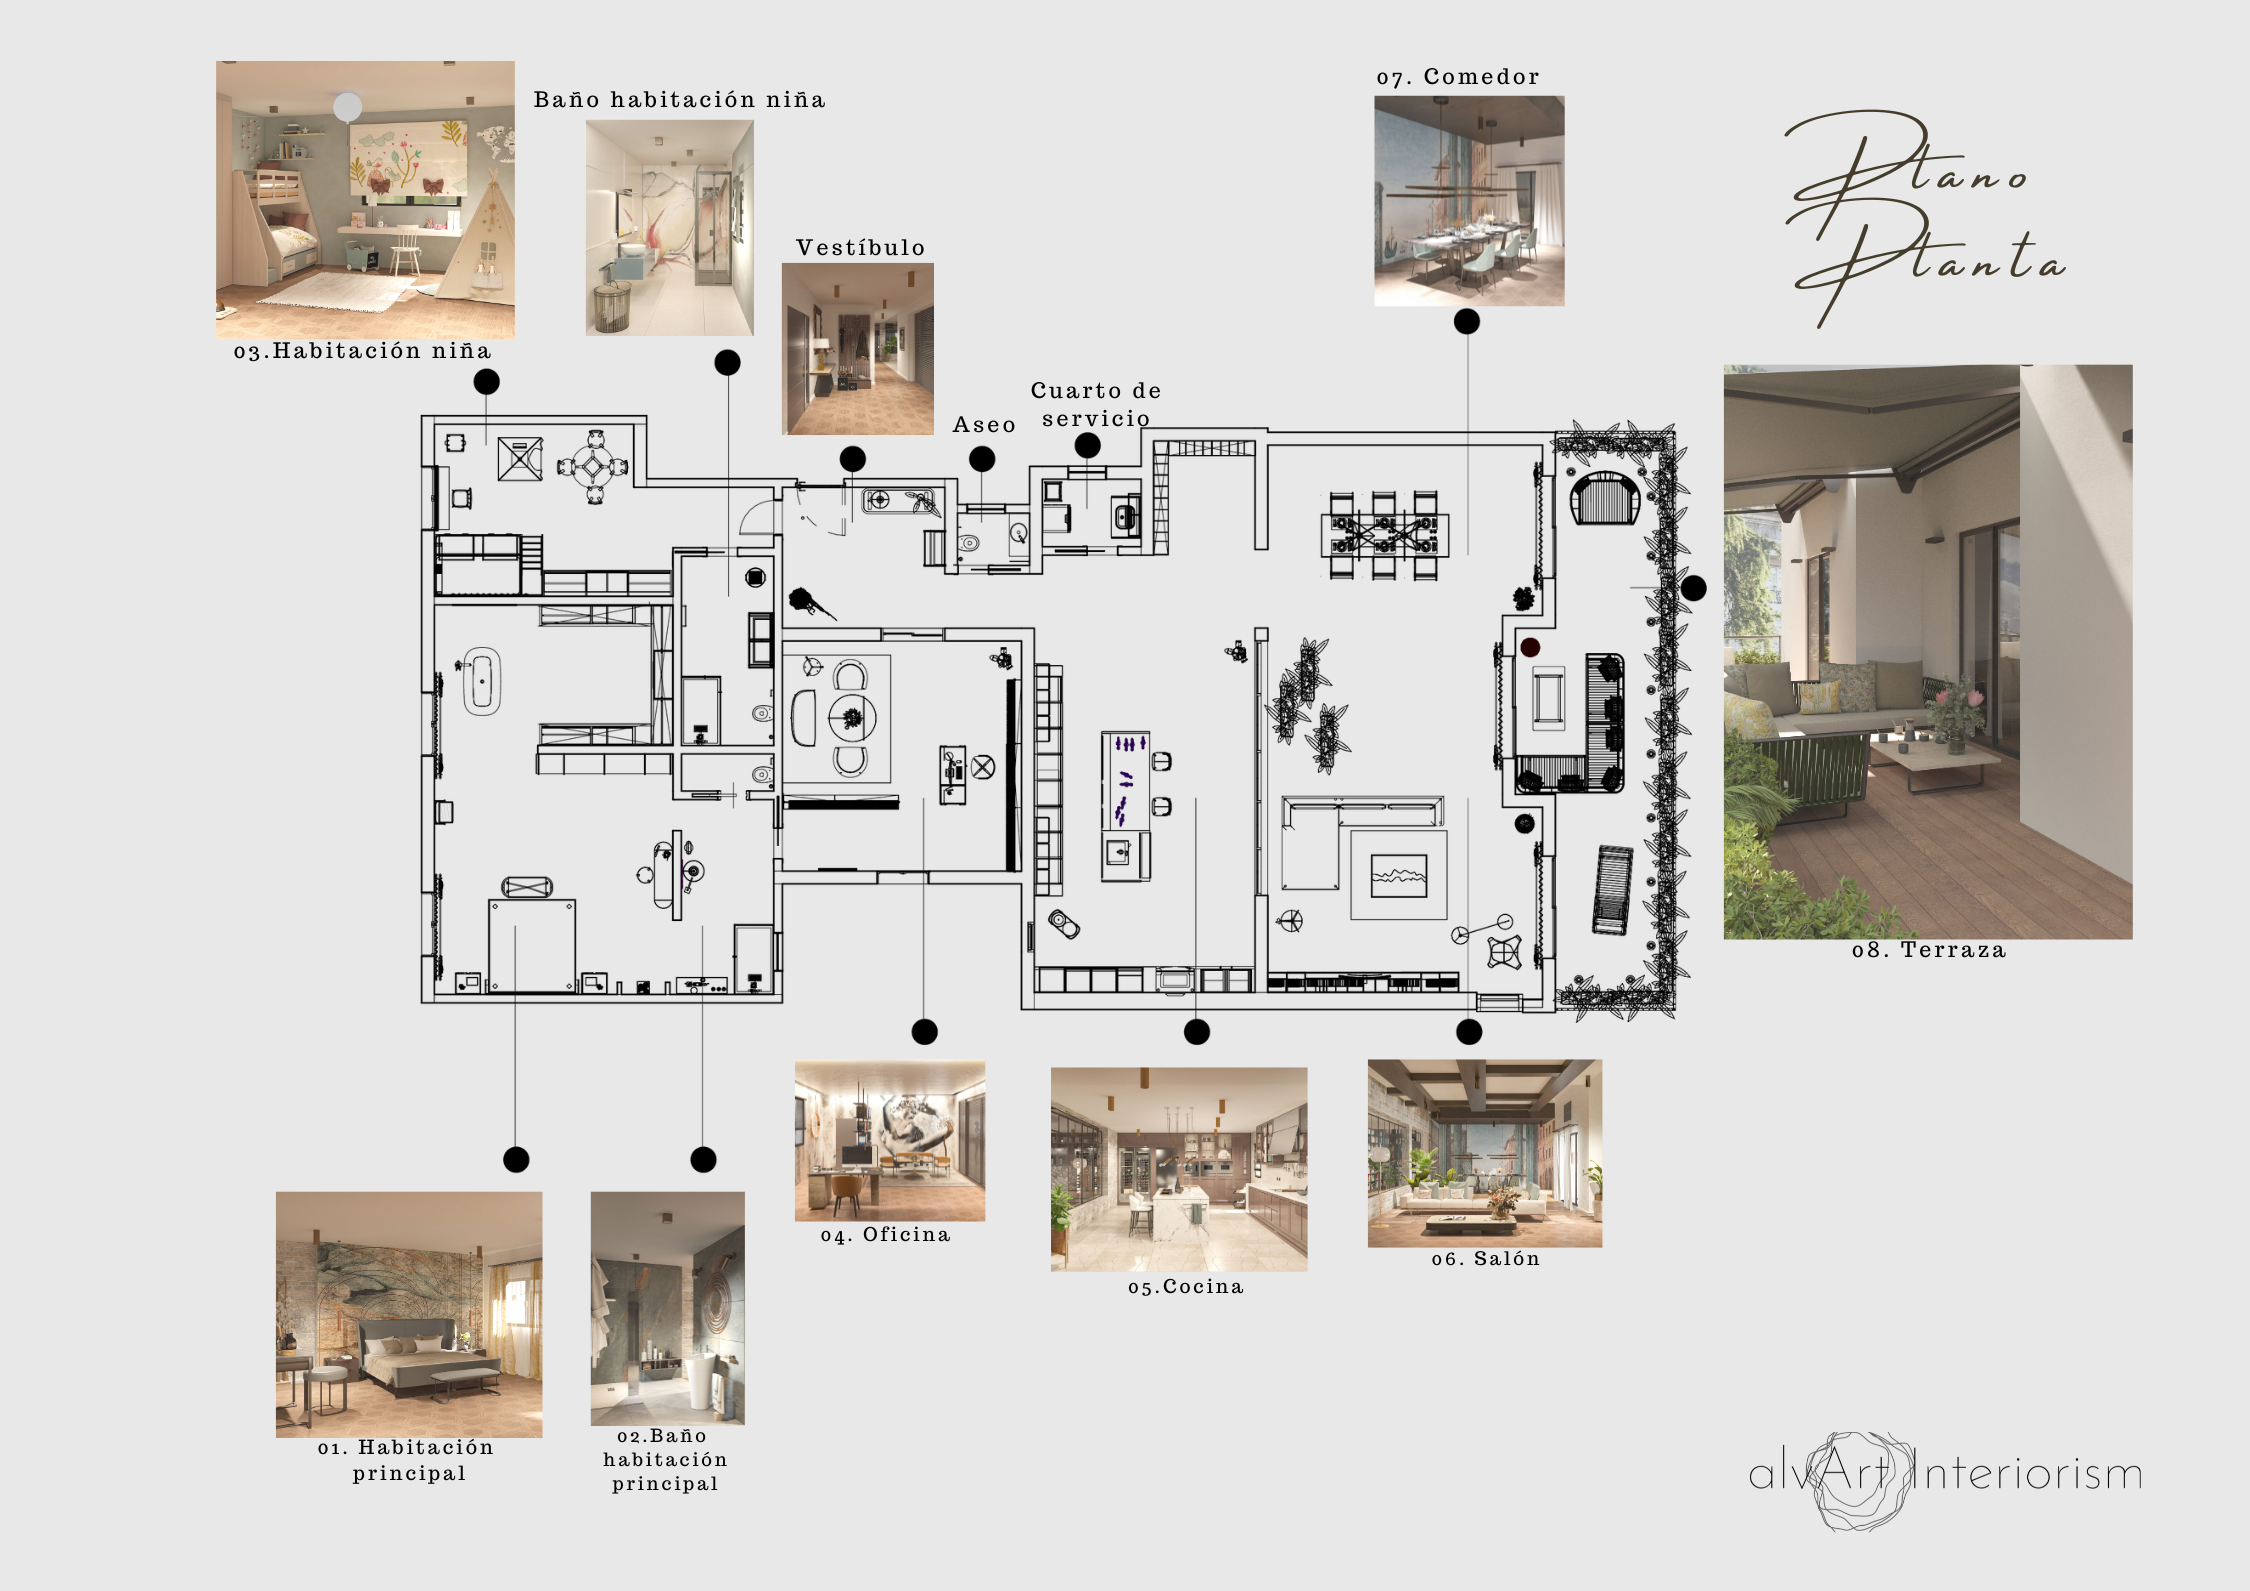 07. Comedor
Baño habitación niña
Plano
Planta
Vestíbulo
03.Habitación niña
Cuarto de
servicio
Aseo
08. Terraza
04. Oficina
06. Salón
05.Cocina
01. Habitación
principal
02.Baño
habitación
principal
alvArt Interiorism